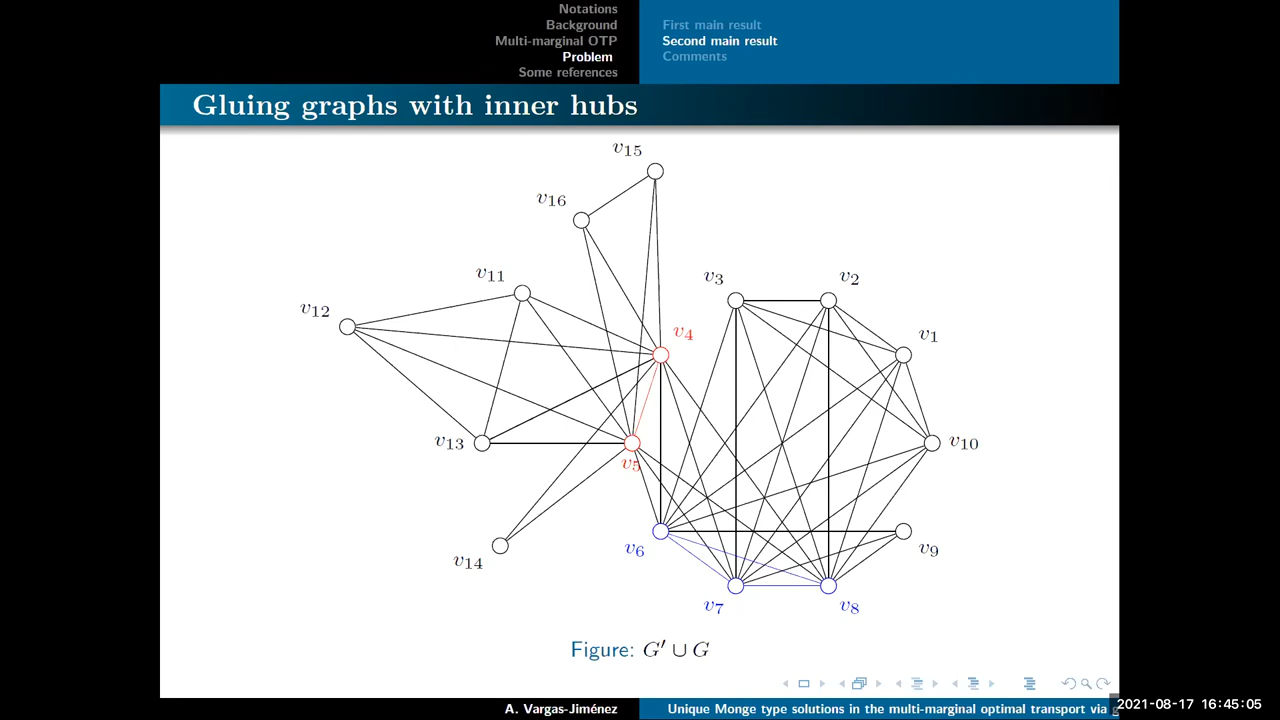 Notations
Background
Multi-marginal OTP
Problem
Some references
First main result
Second main result
Comments
Gluing graphs with inner hubs
v15
v16
v11
v12
v3
v2
v4
v1
v13
v5
v10
v6
v9
v14
v7
v8
Figure: G′ ∪ G
A. Vargas-Jiménez
Unique Monge type solutions in the multi-marginal optimal transport via g
2021-08-17 16:45:05